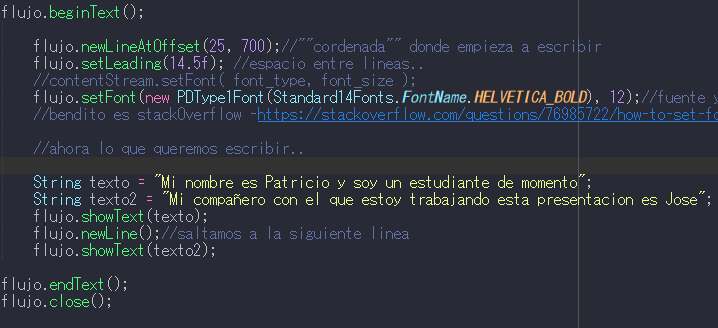 flujo.beginText();
flujo.newLineAtOffset(25, 700);//""cordenada"" donde empieza a escribir
flujo.setLeading(14.5f); //espacio entre lineas..
//contentStream.setFont( font_type, font_size );
flujo.setFont(new PDType1Font(Standard14Fonts.FontName.HELVETICA_BOLD), 12);//fuente y
//bendito es stackOverflow -https://stackoverflow.com/questions/76985722/how-to-set-fo
//ahora lo que queremos escribir..
String texto = "Mi nombre es Patricio y soy un estudiante de momento";
String texto2 = "Mi compañero con el que estoy trabajando esta presentacion es Jose";
flujo.showText(texto);
flujo.newLine();//saltamos a la siguiente linea
flujo.showText(texto2);
flujo.endText();
flujo.close();